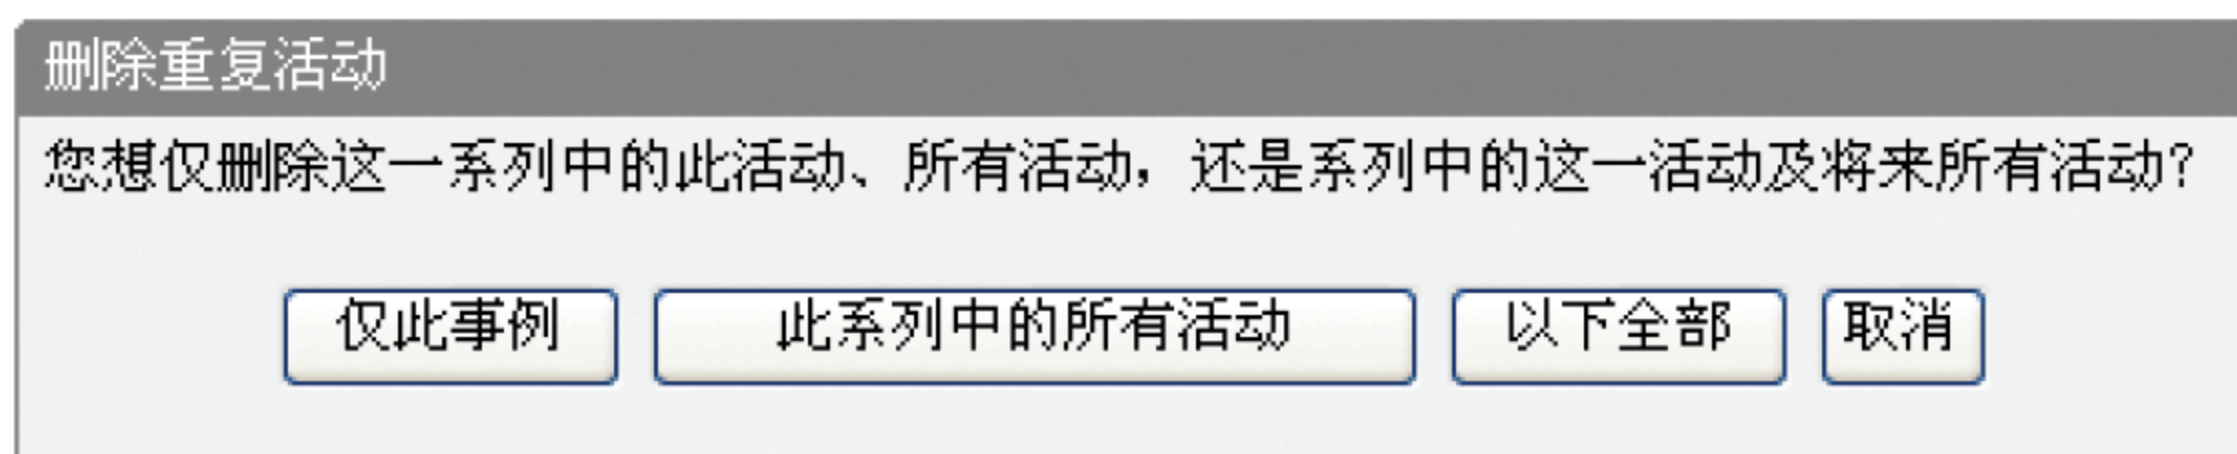 删除重复活动
您想仅删除这一系列中的此活动、所有活动，还是系列中的这一活动及将来所有活动?
仅此事例 此系列中的所有活动 以下全部 取消